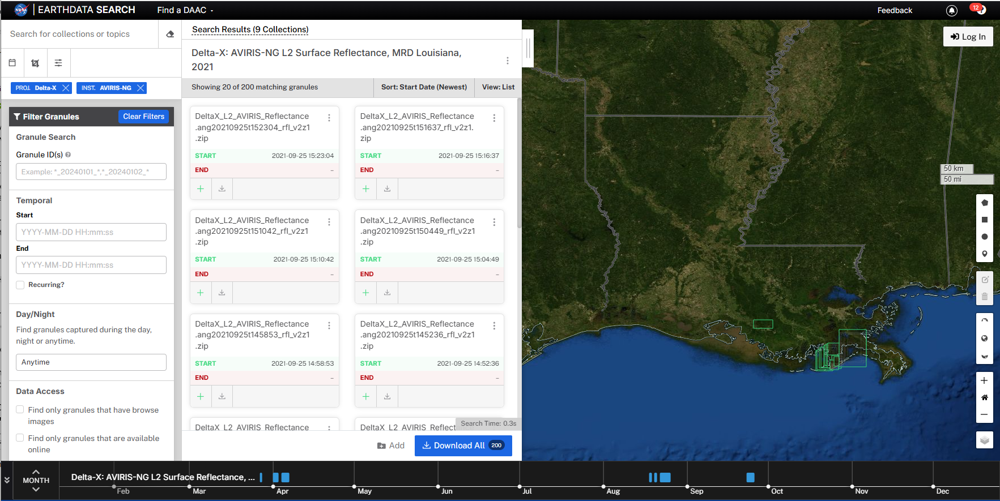 NASA
EARTHDATA SEARCH
Find a DAAC
Feedback
12
Search for collections or topics
PROJ. Delta-X
INST. AVIRIS-NG
Filter Granules
Clear Filters
Granule Search
Granule ID(s)
Example: *_20240101_*,*_20240102_*
Temporal
Start
YYYY-MM-DD HH:mm:ss
End
YYYY-MM-DD HH:mm:ss
Recurring?
Day/Night
Find granules captured during the day,
night or anytime.
Anytime
Data Access
Find only granules that have browse
images
Find only granules that are available
online
Search Results (9 Collections)
Delta-X: AVIRIS-NG L2 Surface Reflectance, MRD Louisiana,
2021
Showing 20 of 200 matching granules
Sort: Start Date (Newest)
View: List
DeltaX_L2_AVIRIS_Reflectance
.ang20210925t152304_rfl_v2z1
.zip
START 2021-09-25 15:23:04
END –
DeltaX_L2_AVIRIS_Reflectance
.ang20210925t151637_rfl_v2z1.
zip
START 2021-09-25 15:16:37
END –
DeltaX_L2_AVIRIS_Reflectance
.ang20210925t151042_rfl_v2z1
.zip
START 2021-09-25 15:10:42
END –
DeltaX_L2_AVIRIS_Reflectance
.ang20210925t150449_rfl_v2z1
.zip
START 2021-09-25 15:04:49
END –
DeltaX_L2_AVIRIS_Reflectance
.ang20210925t145853_rfl_v2z1
.zip
START 2021-09-25 14:58:53
END –
DeltaX_L2_AVIRIS_Reflectance
.ang20210925t145236_rfl_v2z1
.zip
START 2021-09-25 14:52:36
END –
DeltaX_L2_AVIRIS_Reflectance
DeltaX_L2_AVIRIS_Reflect
Search Time: 0.3s
Add
Download All 200
Log In
50 km
50 mi
MONTH
Delta-X: AVIRIS-NG L2 Surface Reflectance, ...
Feb
Mar
Apr
May
Jun
Jul
Aug
Sep
Oct
Nov
Dec